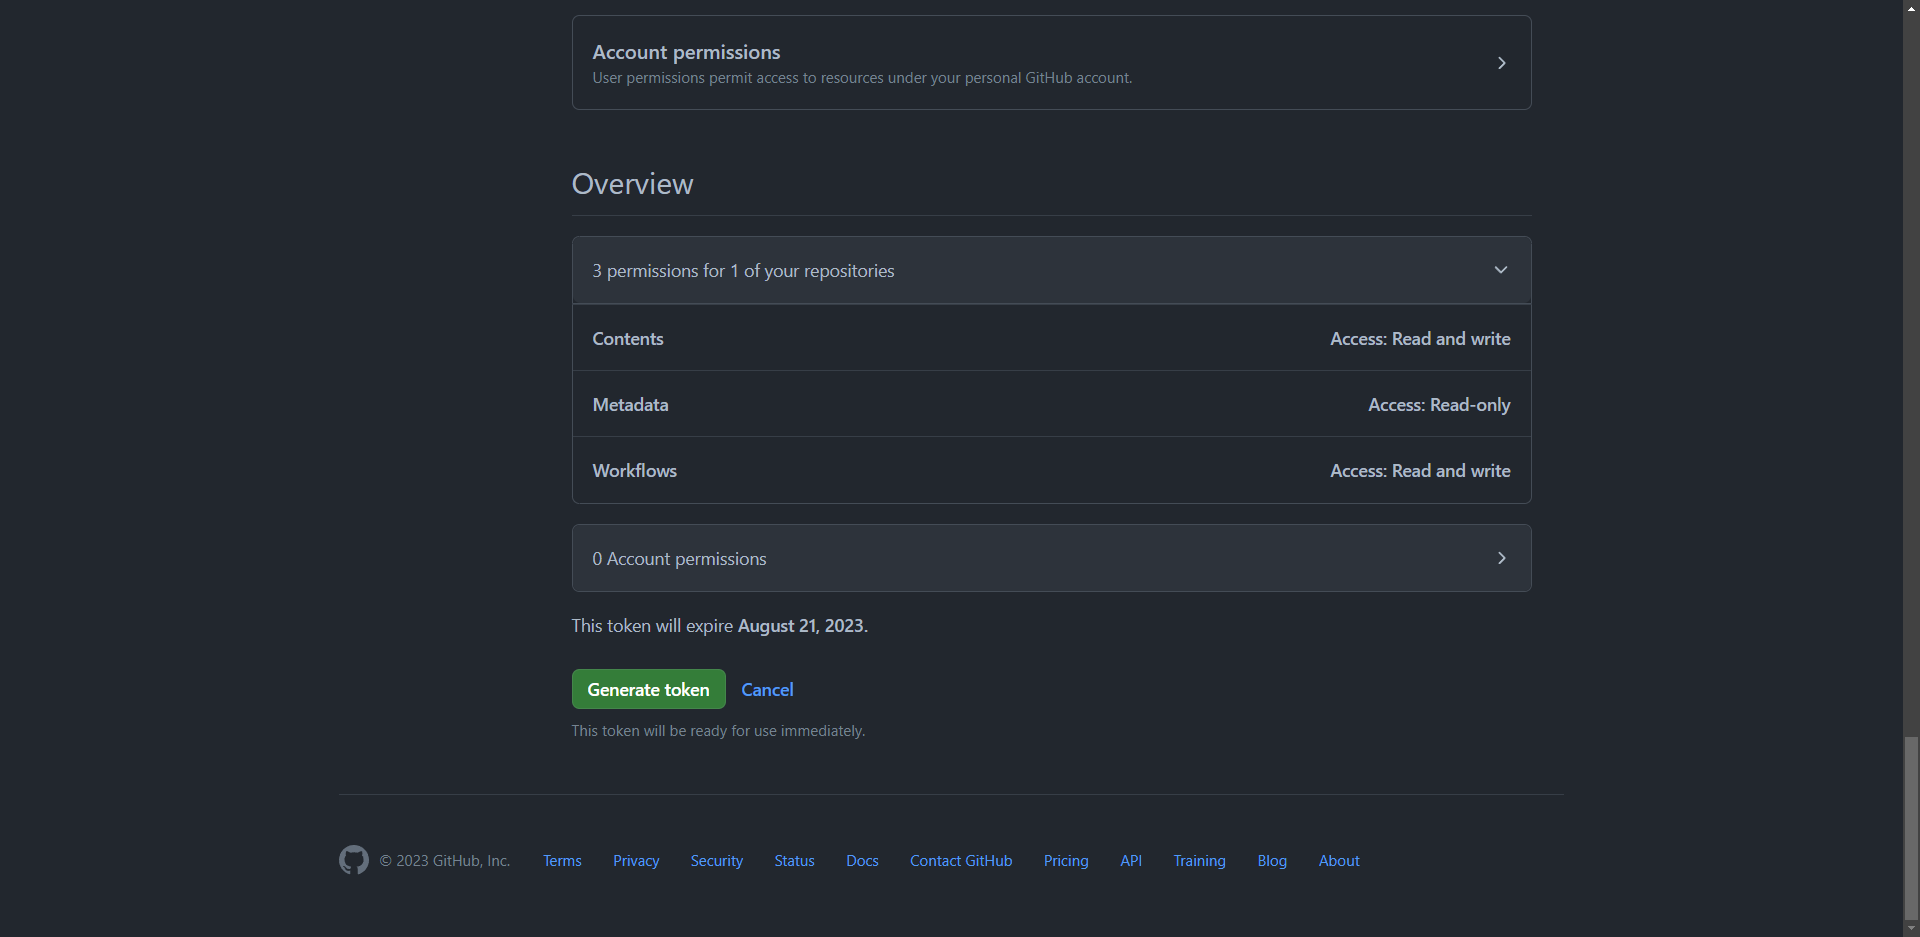 Account permissions
User permissions permit access to resources under your personal GitHub account.
Overview
3 permissions for 1 of your repositories
Contents Access: Read and write
Metadata Access: Read-only
Workflows Access: Read and write
0 Account permissions
This token will expire August 21, 2023.
Generate token Cancel
This token will be ready for use immediately.
© 2023 GitHub, Inc. Terms Privacy Security Status Docs Contact GitHub Pricing API Training Blog About